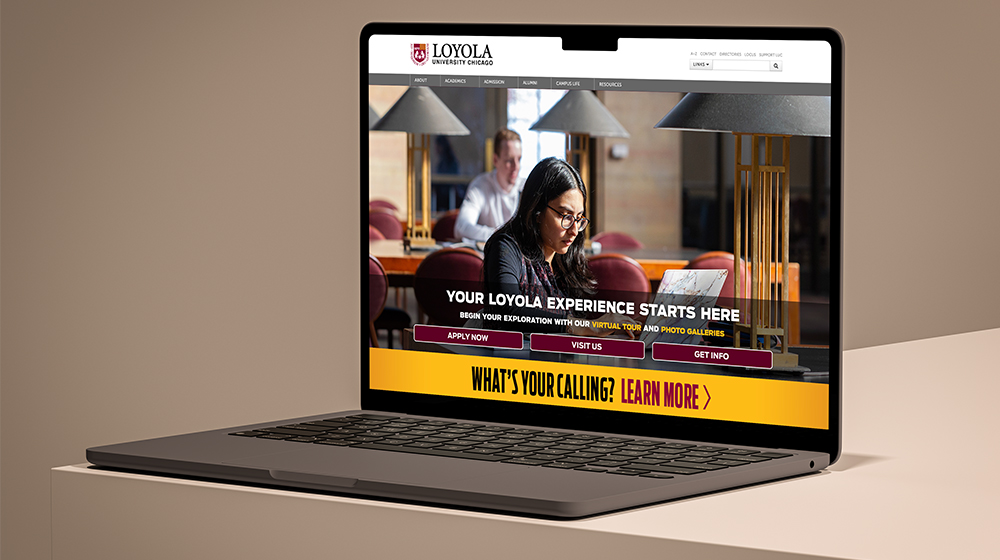 LOYOLA
UNIVERSITY CHICAGO
A-Z CONTACT DIRECTORIES LOCUS SUPPORT LUC
LINKS
ABOUT ACADEMICS ADMISSION ALUMNI CAMPUS LIFE RESOURCES
YOUR LOYOLA EXPERIENCE STARTS HERE
BEGIN YOUR EXPLORATION WITH OUR VIRTUAL TOUR AND PHOTO GALLERIES
APPLY NOW VISIT US GET INFO
WHAT'S YOUR CALLING? LEARN MORE >